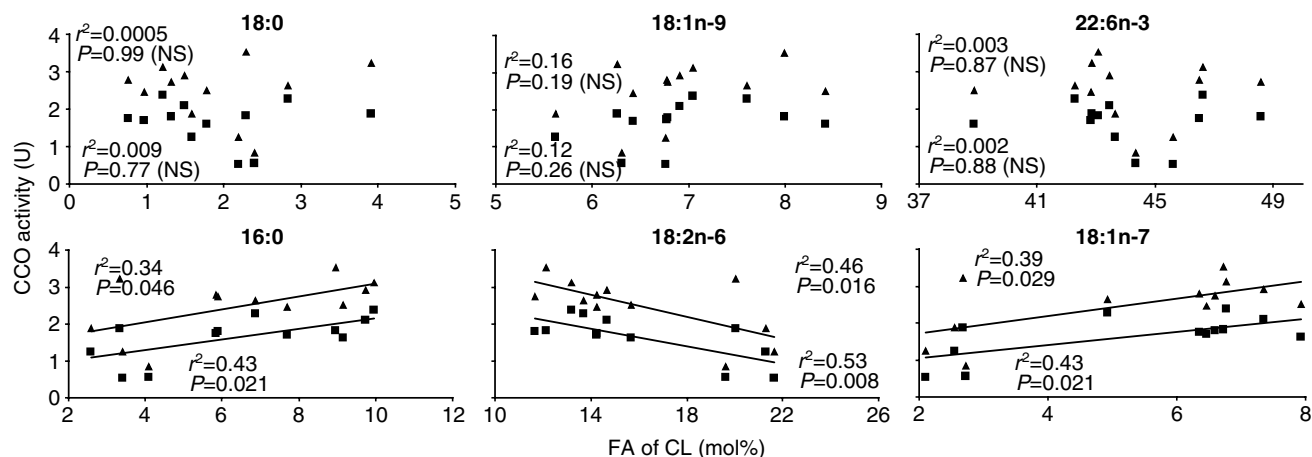 18:0
18:1n-9
22:6n-3
CCO activity (U)
4
3
2
1
0
r²=0.0005
P=0.99 (NS)
r²=0.009
P=0.77 (NS)
0 1 2 3 4 5
r²=0.16
P=0.19 (NS)
r²=0.12
P=0.26 (NS)
5 6 7 8 9
r²=0.003
P=0.87 (NS)
r²=0.002
P=0.88 (NS)
37 41 45 49
16:0
18:2n-6
18:1n-7
4
3
2
1
0
r²=0.34
P=0.046
r²=0.43
P=0.021
2 4 6 8 10 12
r²=0.46
P=0.016
r²=0.53
P=0.008
10 14 18 22 26
r²=0.39
P=0.029
r²=0.43
P=0.021
2 4 6 8
FA of CL (mol%)